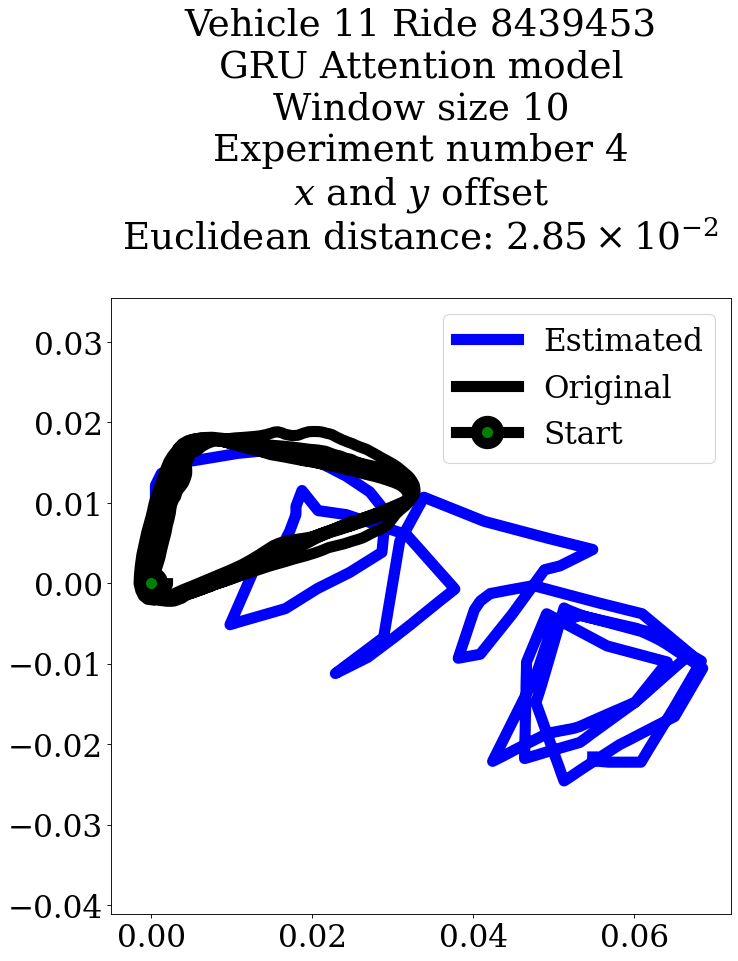 Vehicle 11 Ride 8439453
GRU Attention model
Window size 10
Experiment number 4
x and y offset
Euclidean distance: 2.85 × 10⁻²
Estimated
Original
Start
0.03
0.02
0.01
0.00
−0.01
−0.02
−0.03
−0.04
0.00 0.02 0.04 0.06